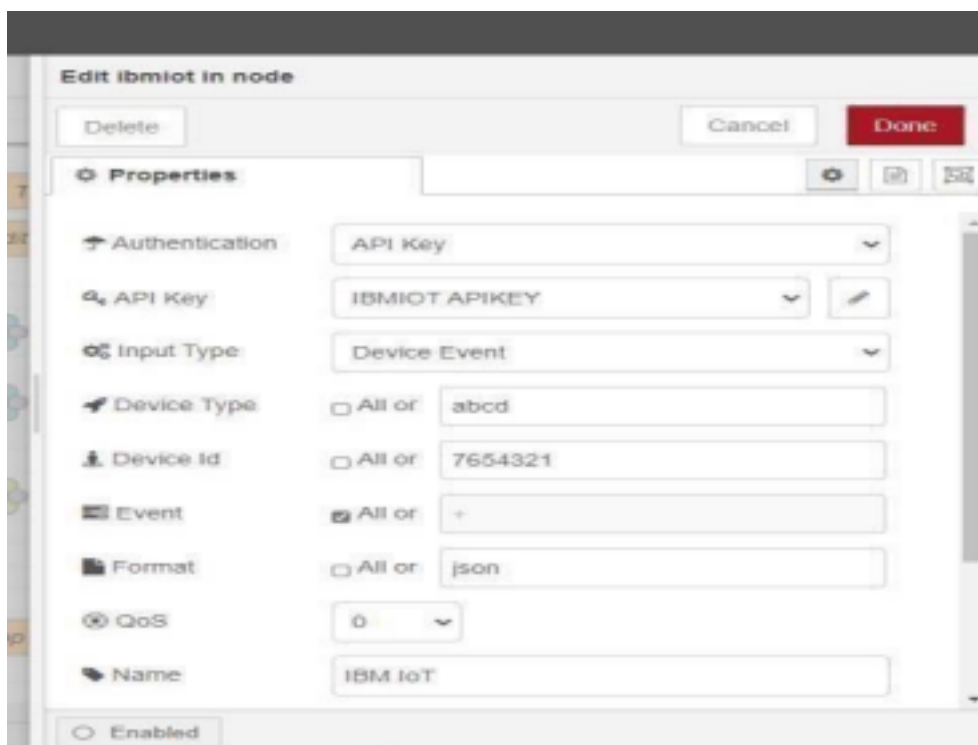 Edit ibmiot in node
Delete Cancel Done
Properties
Authentication API Key
API Key IBMIOT APIKEY
Input Type Device Event
Device Type All or abcd
Device Id All or 7654321
Event All or +
Format All or json
QoS 0
Name IBM IoT
Enabled